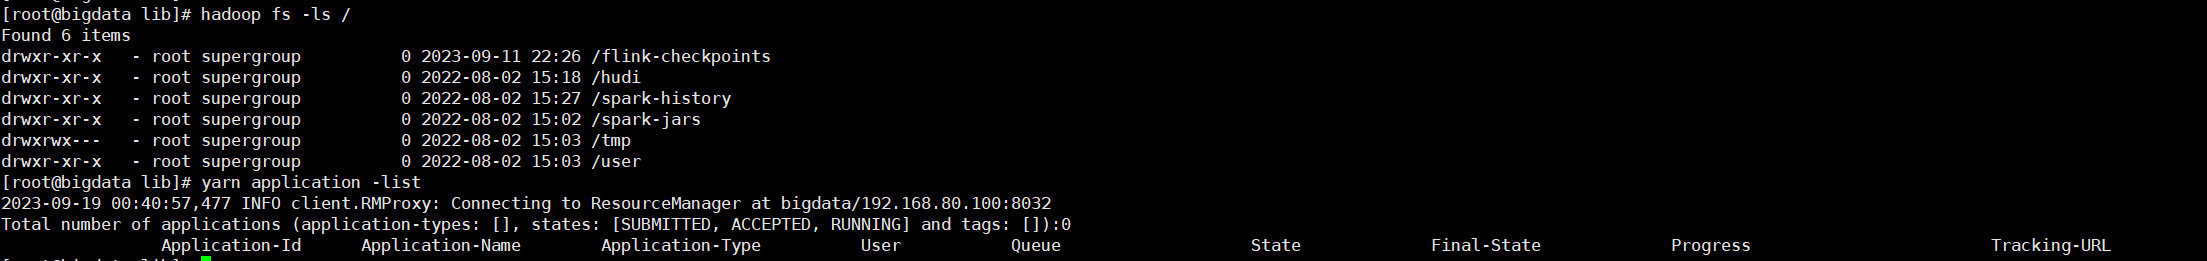 [root@bigdata lib]# hadoop fs -ls /
Found 6 items
drwxr-xr-x   - root supergroup          0 2023-09-11 22:26 /flink-checkpoints
drwxr-xr-x   - root supergroup          0 2022-08-02 15:18 /hudi
drwxr-xr-x   - root supergroup          0 2022-08-02 15:27 /spark-history
drwxr-xr-x   - root supergroup          0 2022-08-02 15:02 /spark-jars
drwxrwx---   - root supergroup          0 2022-08-02 15:03 /tmp
drwxr-xr-x   - root supergroup          0 2022-08-02 15:03 /user
[root@bigdata lib]# yarn application -list
2023-09-19 00:40:57,477 INFO client.RMProxy: Connecting to ResourceManager at bigdata/192.168.80.100:8032
Total number of applications (application-types: [], states: [SUBMITTED, ACCEPTED, RUNNING] and tags: []):0
                Application-Id      Application-Name        Application-Type          User           Queue                   State             Final-State             Progress                        Tracking-URL